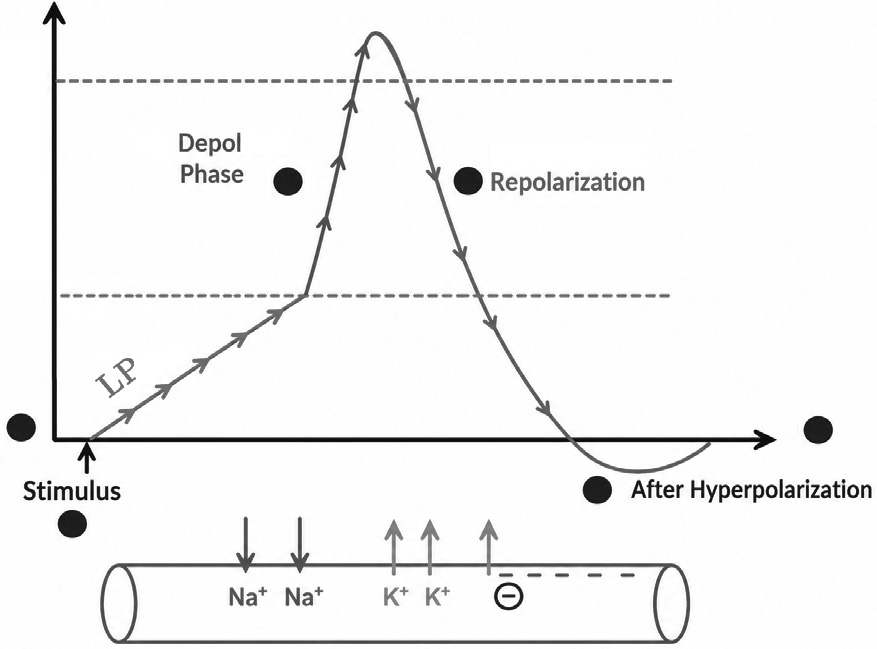 Depol
Phase
Repolarization
LP
Stimulus
After Hyperpolarization
Na⁺ Na⁺ K⁺ K⁺ ⊖